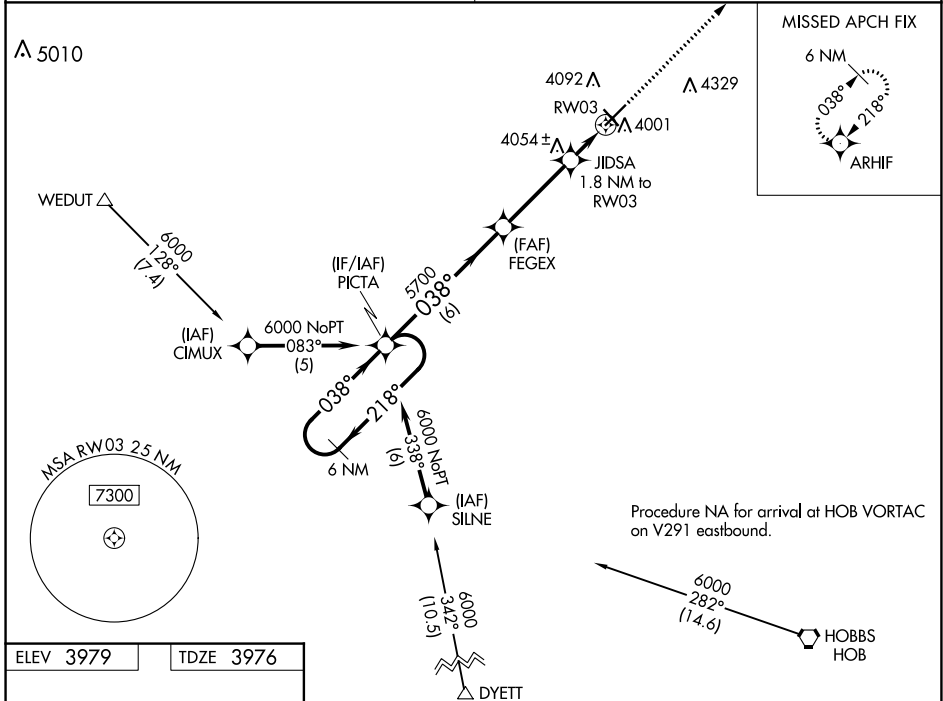 5010
MISSED APCH FIX
6 NM
038°
218°
ARHIF
4092
4329
RW03
4001
4054±
JIDSA
1.8 NM to
RW03
WEDUT
6000
128°
(7.4)
(FAF)
FEGEX
(IF/IAF)
PICTA
5700
038°
(6)
(IAF)
CIMUX
6000 NoPT
083°
(5)
038°
218°
6 NM
6000 NoPT
338°
(6)
(IAF)
SILNE
MSA RW03 25 NM
7300
Procedure NA for arrival at HOB VORTAC
on V291 eastbound.
6000
282°
(14.6)
HOBBS
HOB
6000
342°
(10.5)
DYETT
ELEV 3979
TDZE 3976